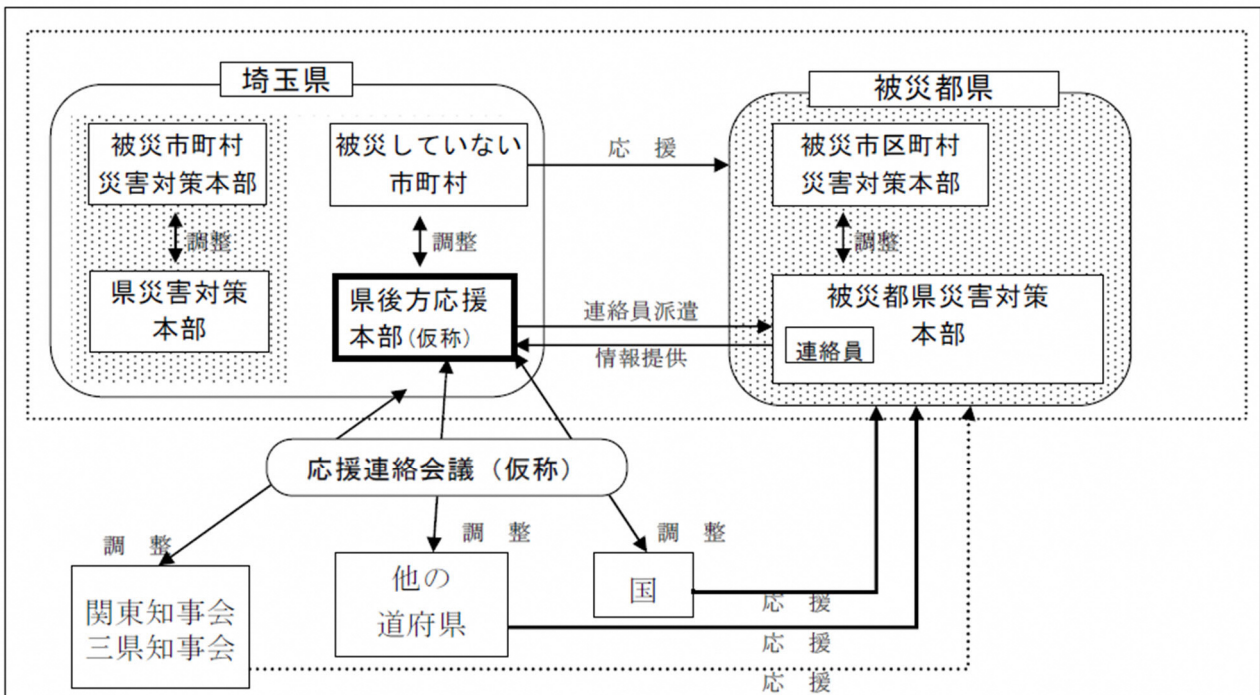 埼玉県
被災都県
被災市町村
災害対策本部
調整
県災害対策
本部
被災していない
市町村
調整
県後方応援
本部(仮称)
応　援
連絡員派遣
情報提供
被災市区町村
災害対策本部
調整
被災都県災害対策
本部
連絡員
応援連絡会議（仮称）
調　整
関東知事会
三県知事会
調　整
他の
道府県
調　整
国
応　援
応　援
応　援